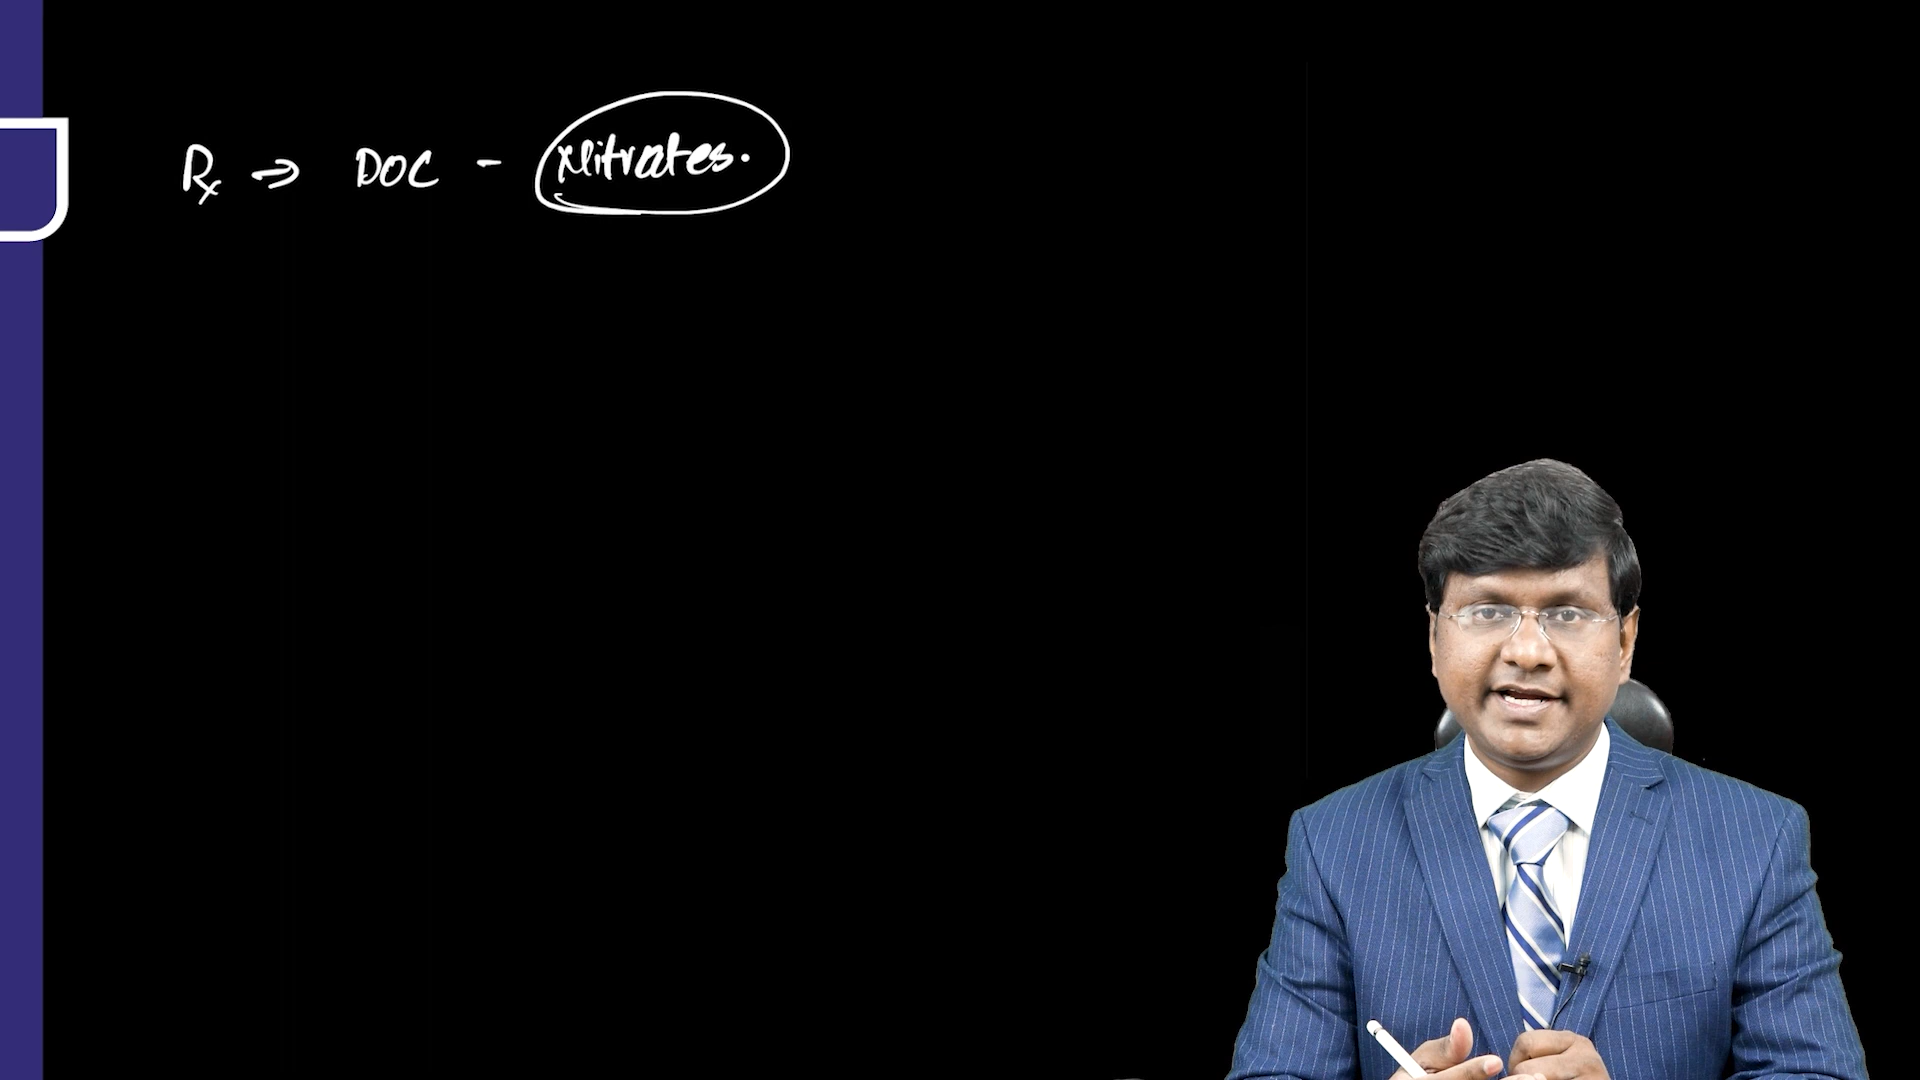 Rx → DOC - Nitrates.